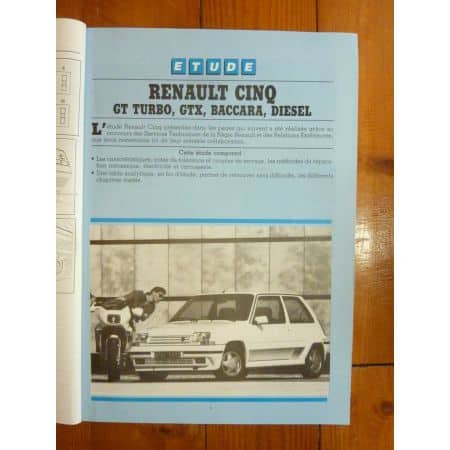 ETUDE
RENAULT CINQ
GT TURBO, GTX, BACCARA, DIESEL
L'étude Renault Cinq présentée dans les pages qui suivent a été réalisée grâce au
concours des Services Techniques de la Régie Renault et des Relations Extérieures,
que nous remercions ici de leur aimable collaboration.
Cette étude comprend :
• Les caractéristiques, cotes de tolérance et couples de serrage, les méthodes de répara-
tion mécanique, électricité et carrosserie.
• Une table analytique, en fin d'étude, permet de retrouver sans difficulté, les différents
chapitres traités.